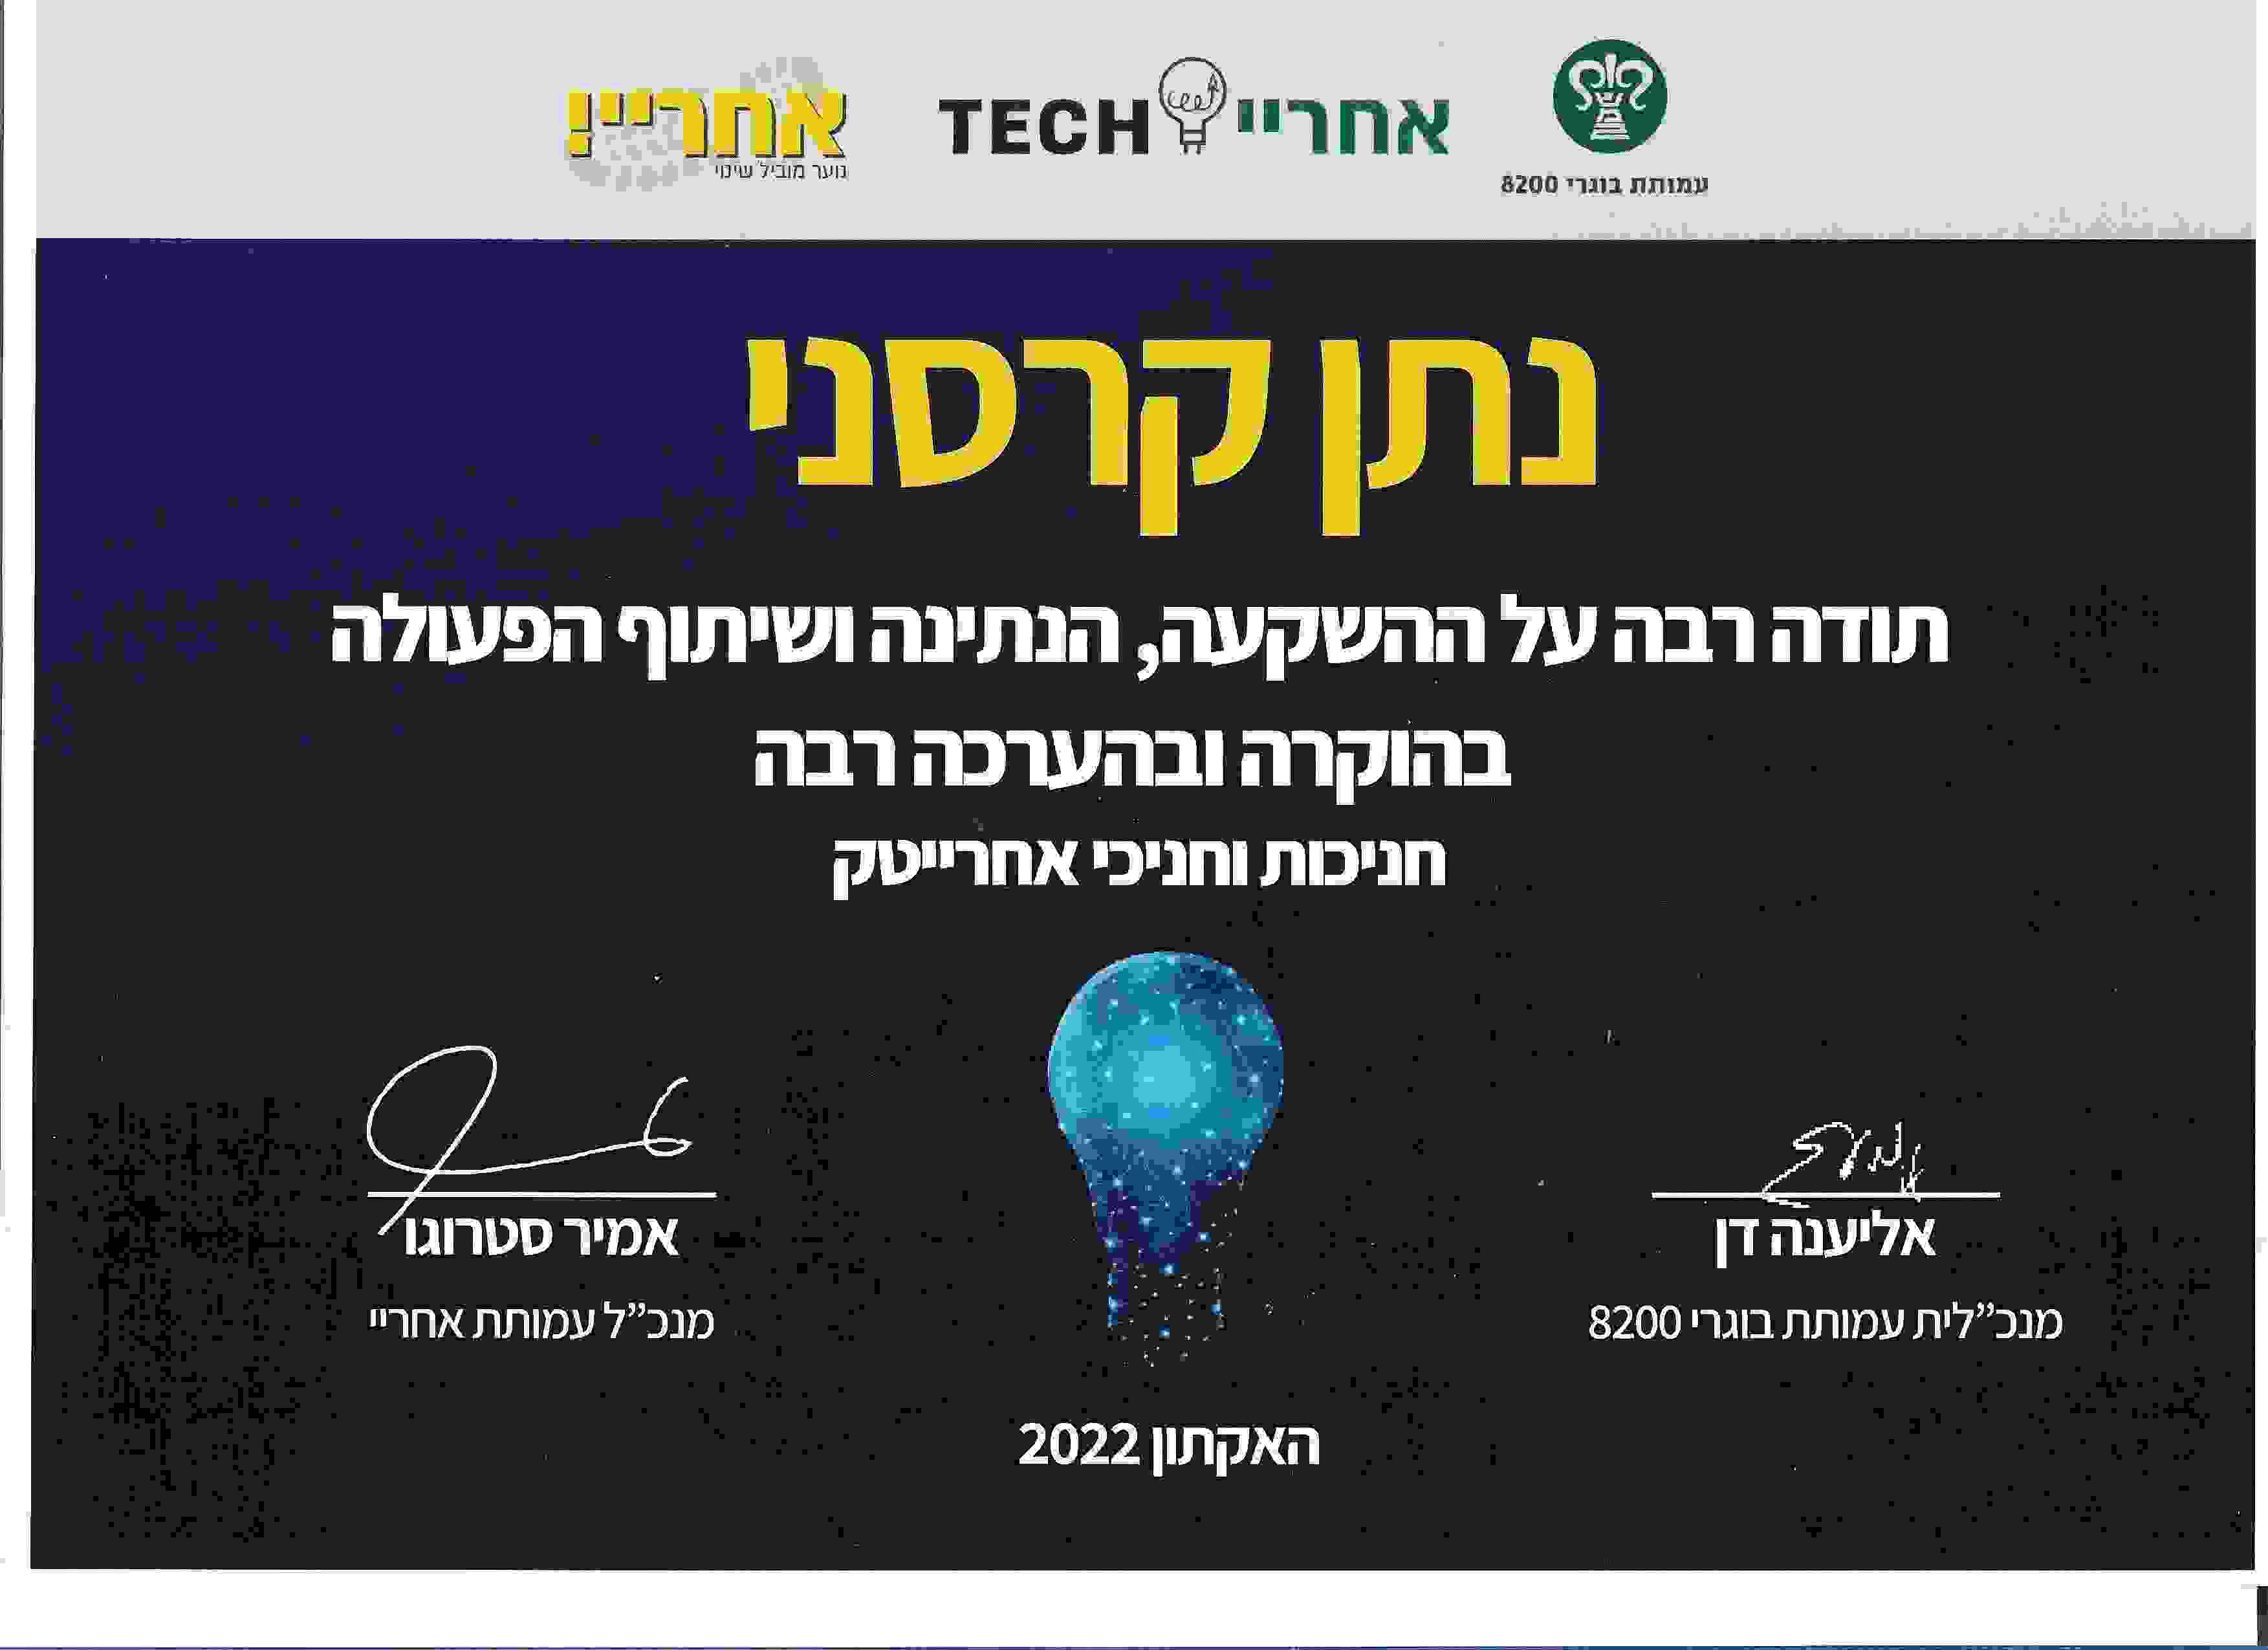 עמותת בוגרי 8200
אחריי TECH
אחריי!
נוער מוביל שינוי
נתן קרסני
תודה רבה על ההשקעה, הנתינה ושיתוף הפעולה
בהוקרה ובהערכה רבה
חניכות וחניכי אחרייטק
אליענה דן
מנכ”לית עמותת בוגרי 8200
אמיר סטרוגו
מנכ”ל עמותת אחריי
האקתון 2022